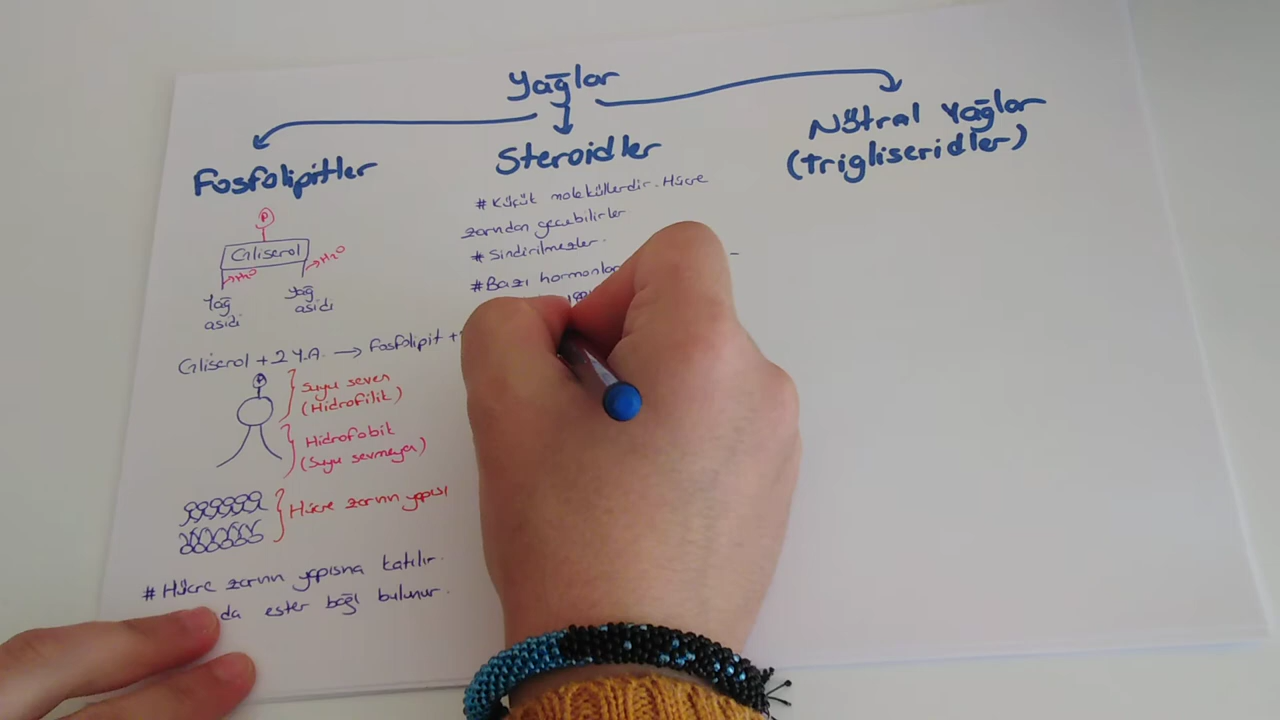 Yağlar
Fosfolipitler
P
Gliserol
H₂O
H₂O
Yağ
asidi
Yağ
asidi
Gliserol + 2 Y.A. → Fosfolipit +
P
Suyu seven
(Hidrofilik)
Hidrofobik
(Suyu sevmeyen)
Hücre zarının yapısı
# Hücre zarının yapısına katılır.
da ester bağı bulunur.
Steroidler
# Küçük moleküllerdir. Hücre
zarından geçebilirler
# Sindirilmezler.
# Bazı hormonlar
Nötral Yağlar
(trigliseridler)